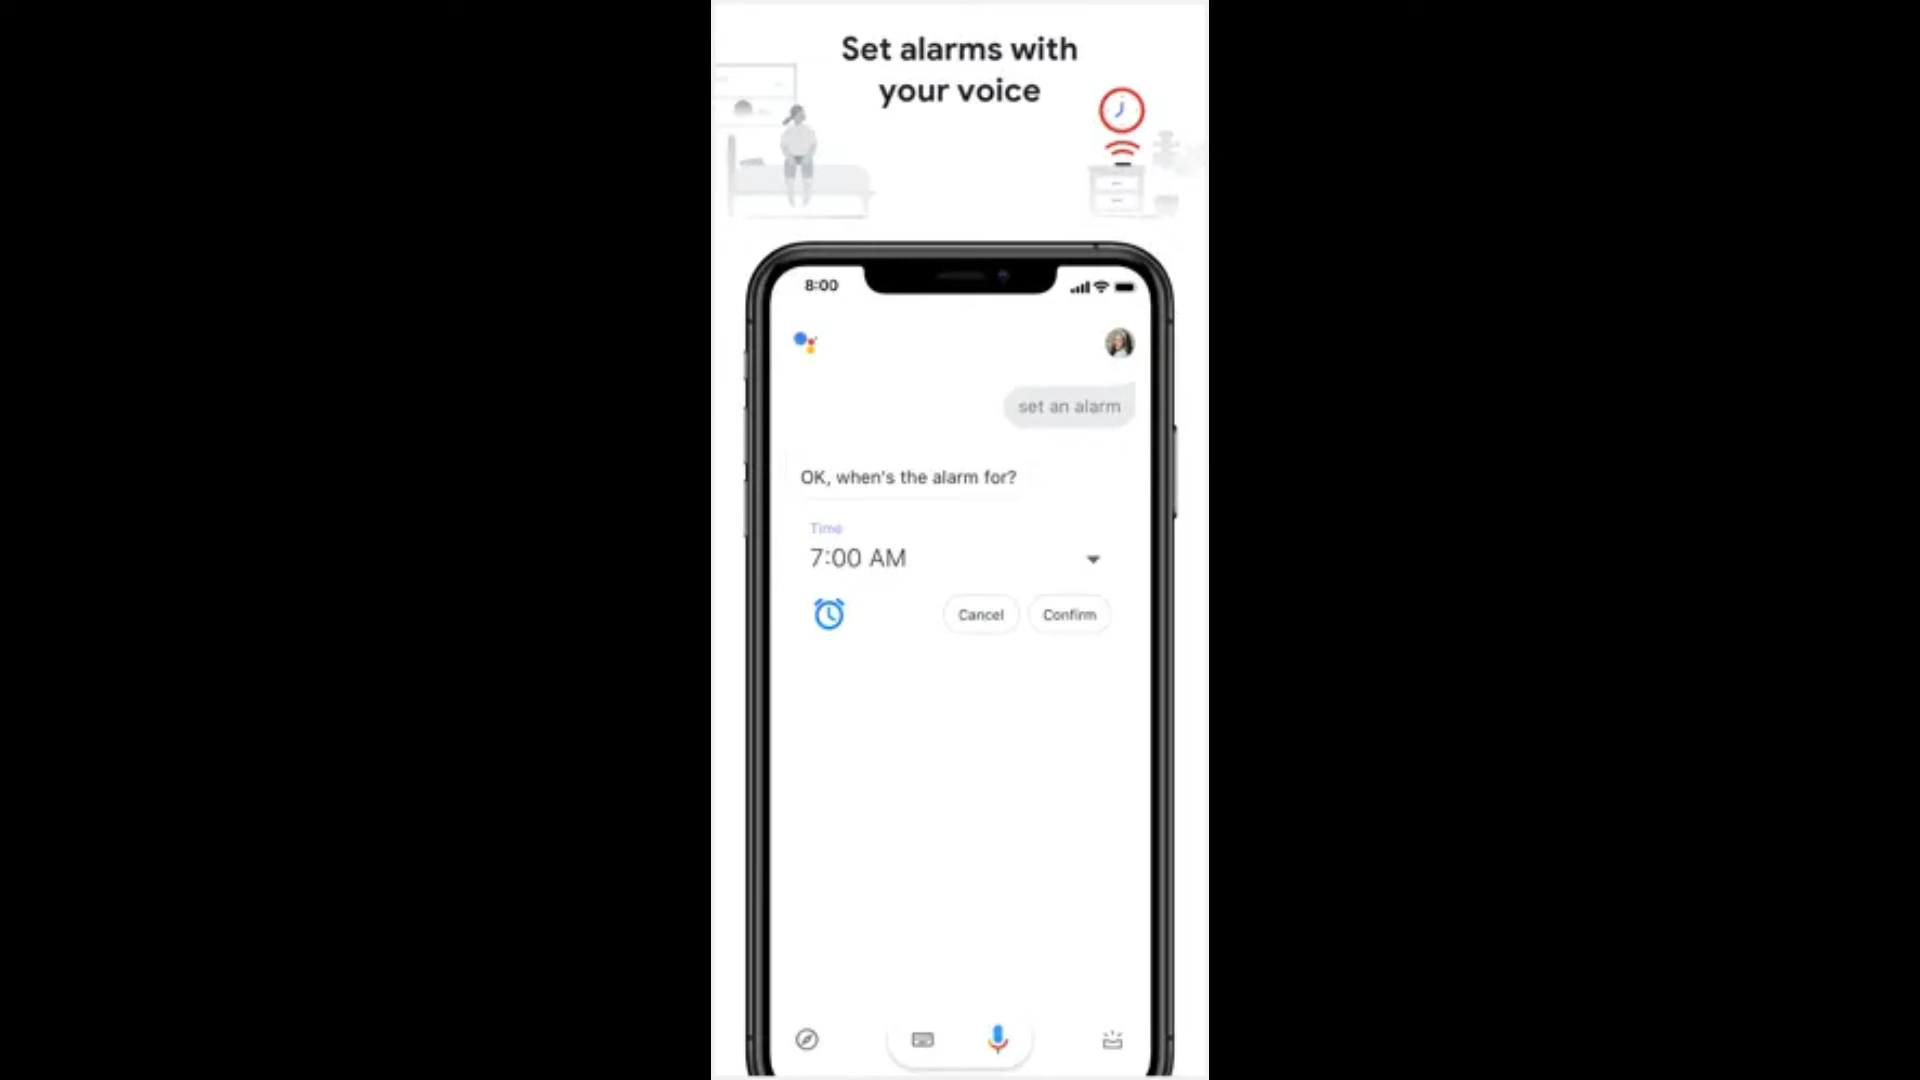 Set alarms with
your voice
8:00
set an alarm
OK, when's the alarm for?
Time
7:00 AM
Cancel
Confirm